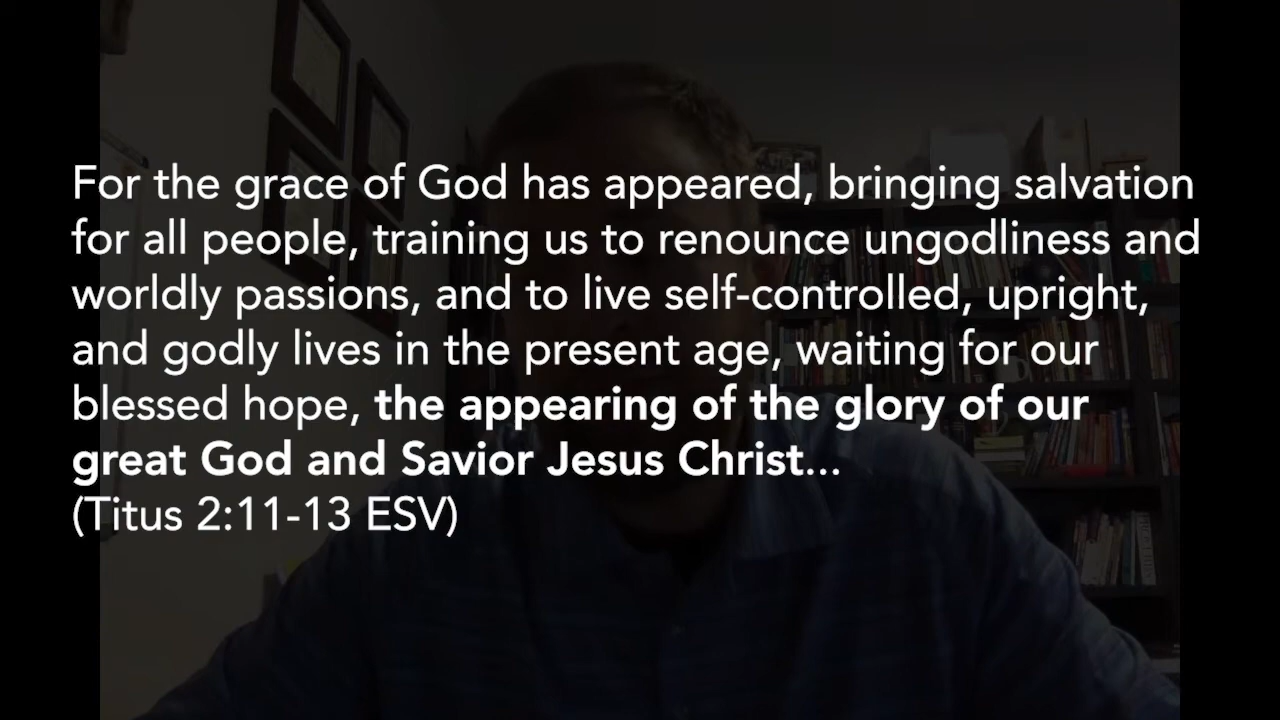 For the grace of God has appeared, bringing salvation
for all people, training us to renounce ungodliness and
worldly passions, and to live self-controlled, upright,
and godly lives in the present age, waiting for our
blessed hope, the appearing of the glory of our
great God and Savior Jesus Christ...
(Titus 2:11-13 ESV)